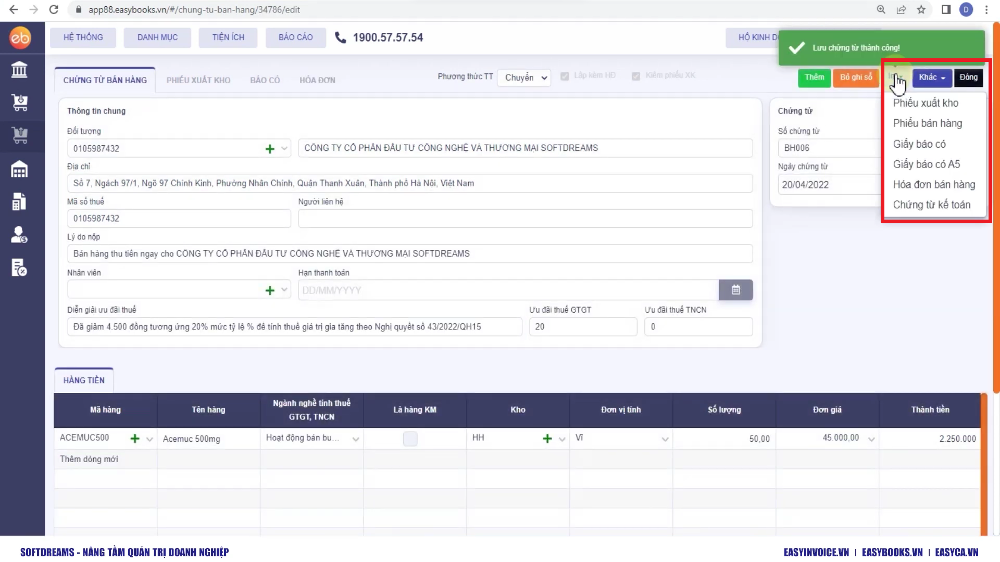 app88.easybooks.vn/#/chung-tu-ban-hang/34786/edit
D
eb
HỆ THỐNG
DANH MỤC
TIỆN ÍCH
BÁO CÁO
1900.57.57.54
HỘ KINH D
Lưu chứng từ thành công!
CHỨNG TỪ BÁN HÀNG
PHIẾU XUẤT KHO
BÁO CÓ
HÓA ĐƠN
Phương thức TT
Chuyển
Lập kèm HĐ
Kiêm phiếu XK
Thêm
Bỏ ghi sổ
Khác
Đóng
Phiếu xuất kho
Phiếu bán hàng
Giấy báo có
Giấy báo có A5
Hóa đơn bán hàng
Chứng từ kế toán
Thông tin chung
Đối tượng
0105987432
CÔNG TY CỔ PHẦN ĐẦU TƯ CÔNG NGHỆ VÀ THƯƠNG MẠI SOFTDREAMS
Địa chỉ
Số 7, Ngách 97/1, Ngõ 97 Chính Kinh, Phường Nhân Chính, Quận Thanh Xuân, Thành phố Hà Nội, Việt Nam
Mã số thuế
Người liên hệ
0105987432
Lý do nộp
Bán hàng thu tiền ngay cho CÔNG TY CỔ PHẦN ĐẦU TƯ CÔNG NGHỆ VÀ THƯƠNG MẠI SOFTDREAMS
Nhân viên
Hạn thanh toán
DD/MM/YYYY
Diễn giải ưu đãi thuế
Ưu đãi thuế GTGT
Ưu đãi thuế TNCN
Đã giảm 4.500 đồng tương ứng 20% mức tỷ lệ % để tính thuế giá trị gia tăng theo Nghị quyết số 43/2022/QH15
20
0
Chứng từ
Số chứng từ
BH006
Ngày chứng từ
20/04/2022
HÀNG TIỀN
Mã hàng
Tên hàng
Ngành nghề tính thuế GTGT, TNCN
Là hàng KM
Kho
Đơn vị tính
Số lượng
Đơn giá
Thành tiền
ACEMUC500
Acemuc 500mg
Hoạt động bán bu...
HH
Vỉ
50,00
45.000,00
2.250.000
Thêm dòng mới
SOFTDREAMS - NÂNG TẦM QUẢN TRỊ DOANH NGHIỆP
EASYINVOICE.VN | EASYBOOKS.VN | EASYCA.VN